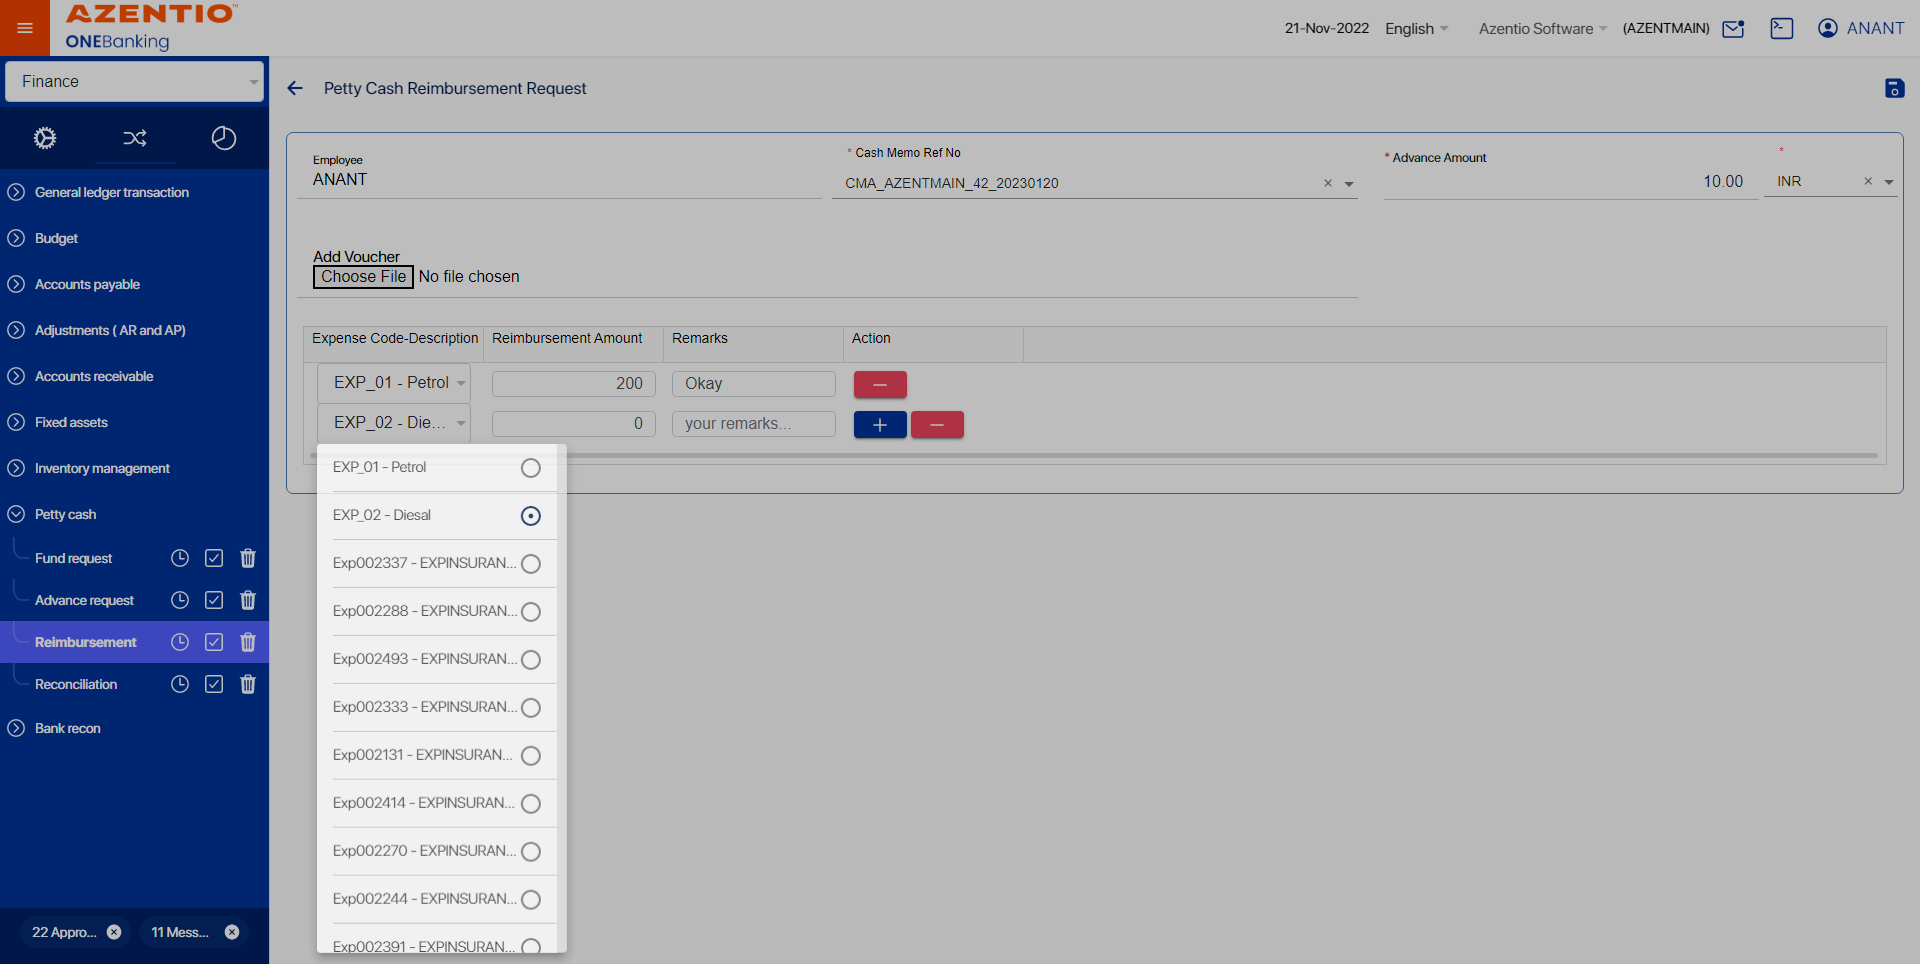 AZENTIO™
ONEBanking
21-Nov-2022
English
Azentio Software
(AZENTMAIN)
ANANT
Finance
Petty Cash Reimbursement Request
General ledger transaction
Budget
Accounts payable
Adjustments ( AR and AP)
Accounts receivable
Fixed assets
Inventory management
Petty cash
Fund request
Advance request
Reimbursement
Reconciliation
Bank recon
22 Appro...
11 Mess...
Employee
ANANT
* Cash Memo Ref No
CMA_AZENTMAIN_42_20230120
* Advance Amount
10.00
*
INR
Add Voucher
Choose File No file chosen
Expense Code-Description
Reimbursement Amount
Remarks
Action
EXP_01 - Petrol
200
Okay
EXP_02 - Die...
0
your remarks...
EXP_01 - Petrol
EXP_02 - Diesal
Exp002337 - EXPINSURAN...
Exp002288 - EXPINSURAN...
Exp002493 - EXPINSURAN...
Exp002333 - EXPINSURAN...
Exp002131 - EXPINSURAN...
Exp002414 - EXPINSURAN...
Exp002270 - EXPINSURAN...
Exp002244 - EXPINSURAN...
Exp002391 - EXPINSURAN...